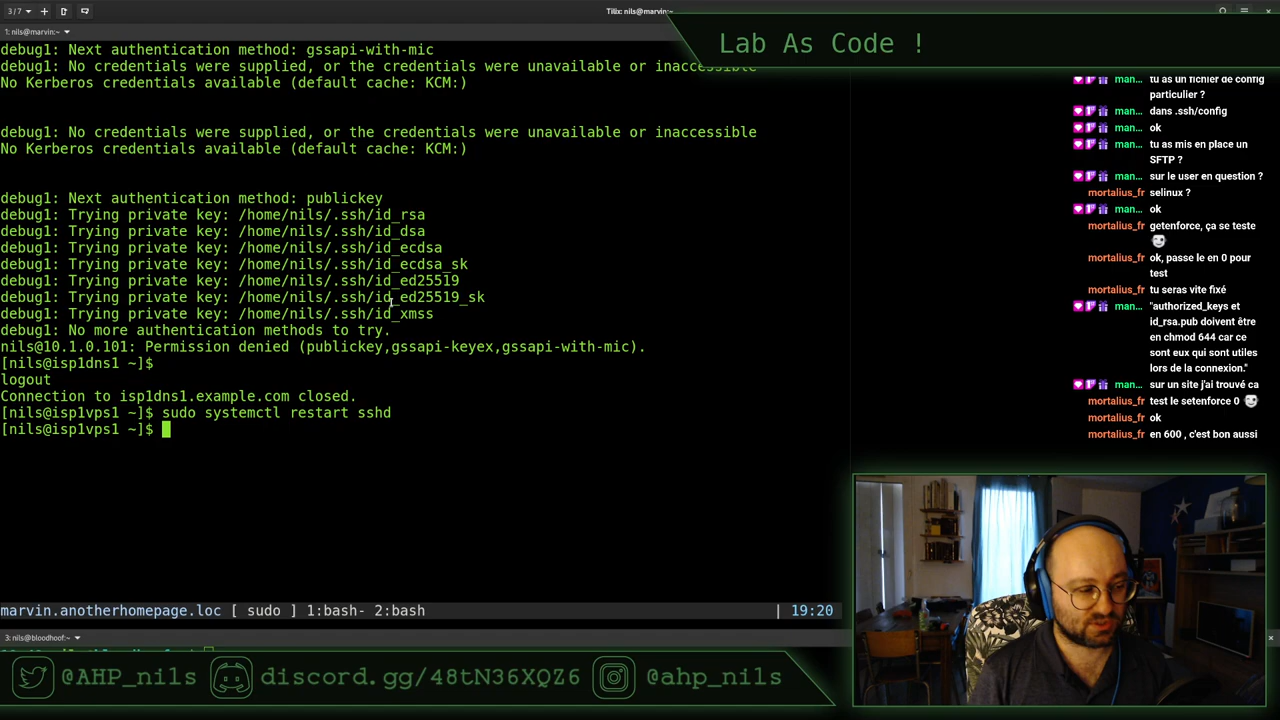 3 / 7
Tilix: nils@marvin:~
1: nils@marvin:~
Lab As Code !
debug1: Next authentication method: gssapi-with-mic
debug1: No credentials were supplied, or the credentials were unavailable or inaccessible
No Kerberos credentials available (default cache: KCM:)
debug1: No credentials were supplied, or the credentials were unavailable or inaccessible
No Kerberos credentials available (default cache: KCM:)
debug1: Next authentication method: publickey
debug1: Trying private key: /home/nils/.ssh/id_rsa
debug1: Trying private key: /home/nils/.ssh/id_dsa
debug1: Trying private key: /home/nils/.ssh/id_ecdsa
debug1: Trying private key: /home/nils/.ssh/id_ecdsa_sk
debug1: Trying private key: /home/nils/.ssh/id_ed25519
debug1: Trying private key: /home/nils/.ssh/id_ed25519_sk
debug1: Trying private key: /home/nils/.ssh/id_xmss
debug1: No more authentication methods to try.
nils@10.1.0.101: Permission denied (publickey,gssapi-keyex,gssapi-with-mic).
[nils@isp1dns1 ~]$
logout
Connection to isp1dns1.example.com closed.
[nils@isp1vps1 ~]$ sudo systemctl restart sshd
[nils@isp1vps1 ~]$
marvin.anotherhomepage.loc [ sudo ] 1:bash- 2:bash | 19:20
3: nils@bloodhoof:~
@AHP_nils discord.gg/48tN36XQZ6 @ahp_nils
man... tu as un fichier de config
particulier ?
man... dans .ssh/config
man... ok
man... tu as mis en place un
SFTP ?
man... sur le user en question ?
mortalius_fr selinux ?
man... ok
mortalius_fr getenforce, ça se teste
mortalius_fr ok, passe le en 0 pour
test
mortalius_fr tu seras vite fixé
man... "authorized_keys et
id_rsa.pub doivent être
en chmod 644 car ce
sont eux qui sont utiles
lors de la connexion."
man... sur un site j'ai trouvé ca
mortalius_fr test le setenforce 0
mortalius_fr ok
mortalius_fr en 600 , c'est bon aussi